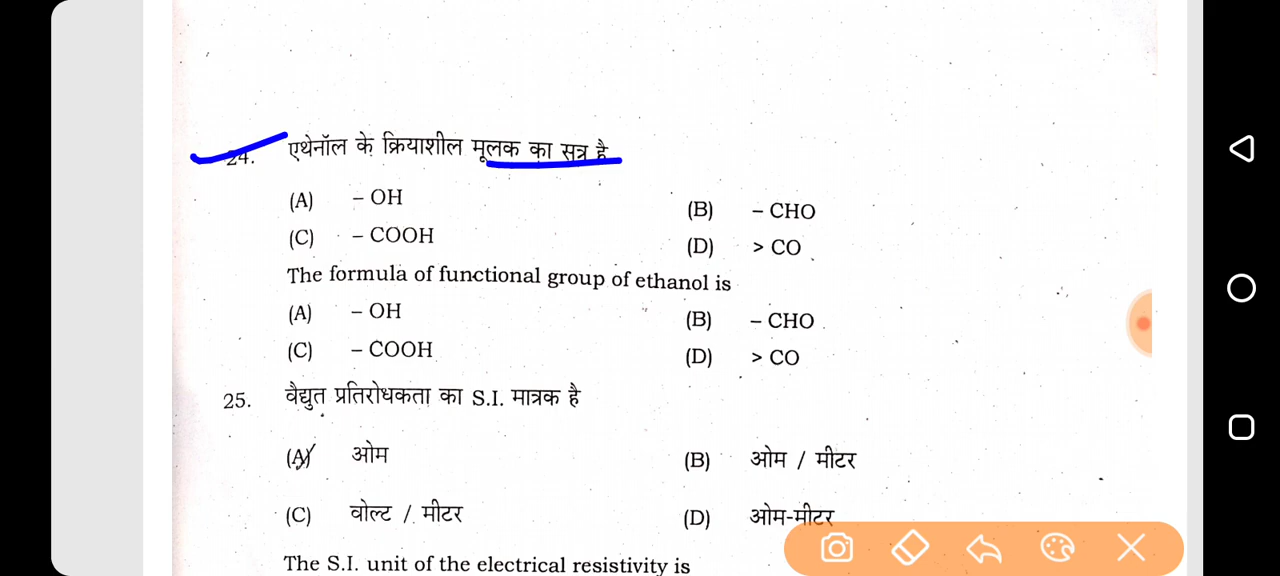 24. एथेनॉल के क्रियाशील मूलक का सत्र है
(A) – OH (B) – CHO
(C) – COOH (D) > CO
The formula of functional group of ethanol is
(A) – OH (B) – CHO
(C) – COOH (D) > CO
25. वैद्युत प्रतिरोधकता का S.I. मात्रक है
(A) ओम (B) ओम / मीटर
(C) वोल्ट / मीटर (D) ओम-मीटर
The S.I. unit of the electrical resistivity is